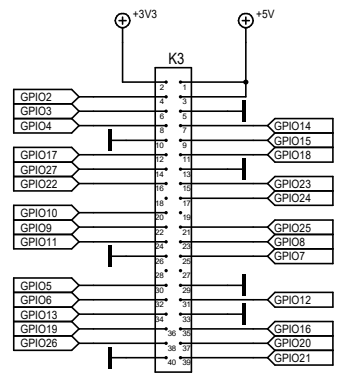 +3V3 +5V
K3
2 1
GPIO2 4 3
GPIO3 6 5
GPIO4 8 7 GPIO14
10 9 GPIO15
GPIO17 12 11 GPIO18
GPIO27 14 13
GPIO22 16 15 GPIO23
18 17 GPIO24
GPIO10 20 19
GPIO9 22 21 GPIO25
GPIO11 24 23 GPIO8
26 25 GPIO7
28 27
GPIO5 30 29
GPIO6 32 31 GPIO12
GPIO13 34 33
GPIO19 36 35 GPIO16
GPIO26 38 37 GPIO20
40 39 GPIO21